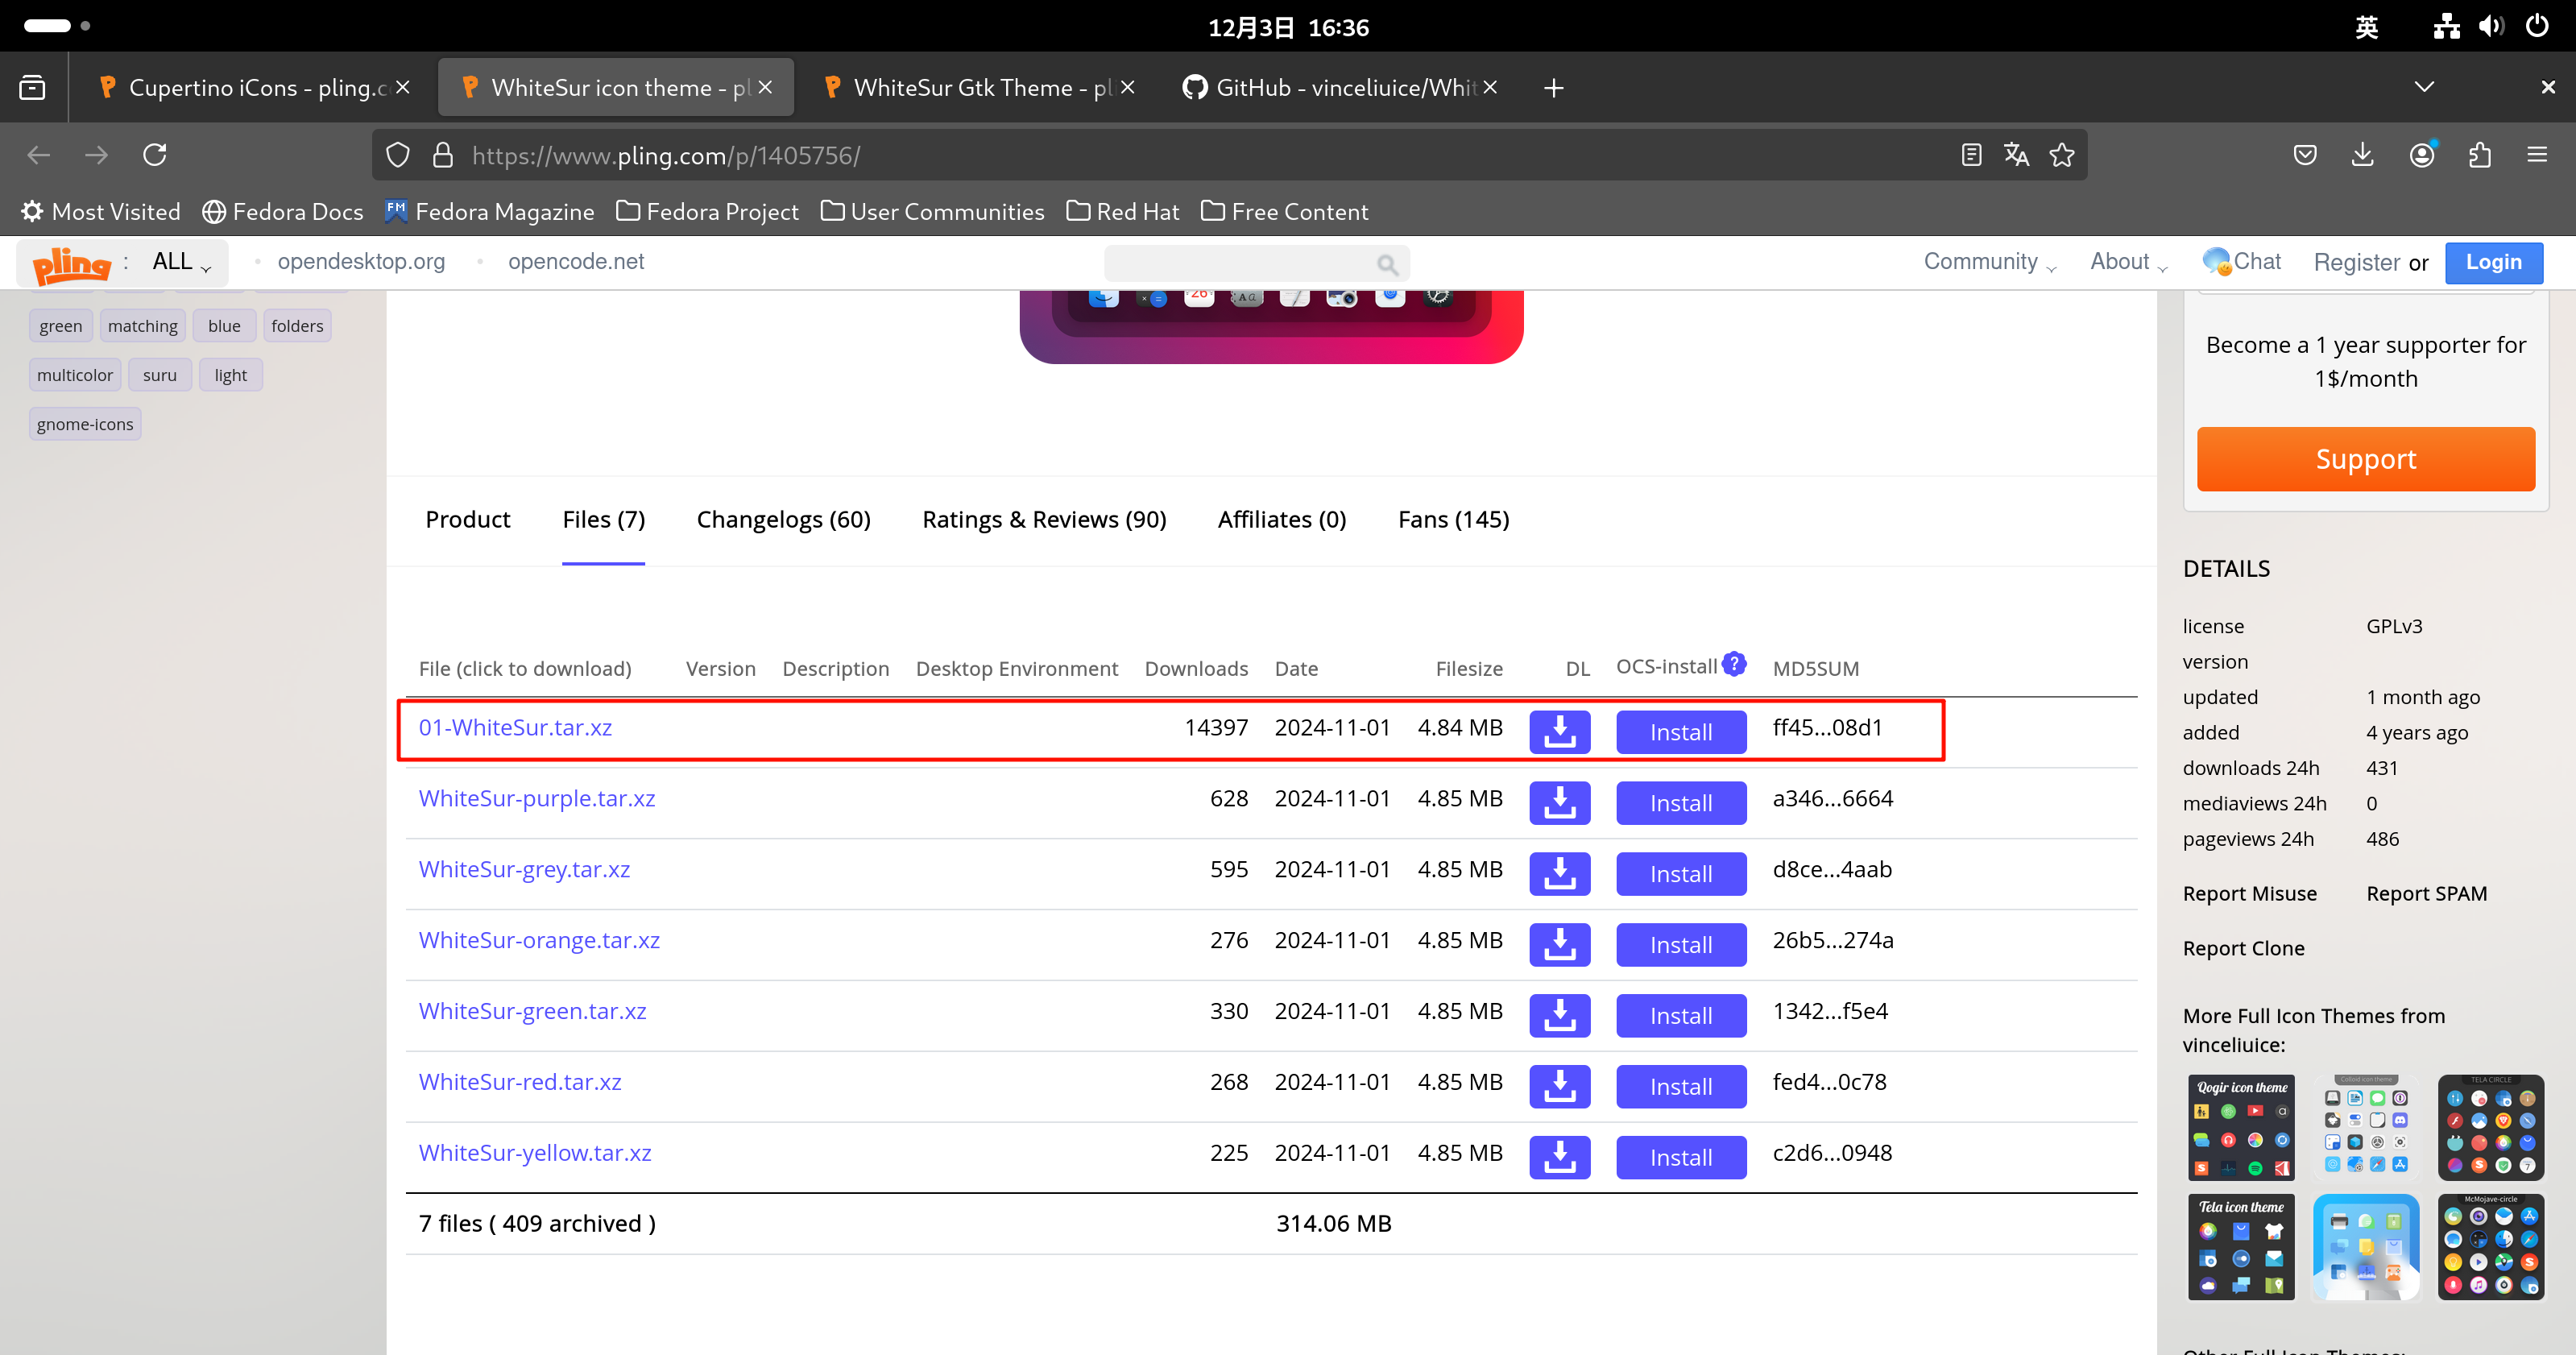 12月3日 16:36
英
Cupertino iCons - pling.c
WhiteSur icon theme - pl
WhiteSur Gtk Theme - pli
GitHub - vinceliuice/Whit
https://www.pling.com/p/1405756/
Most Visited
Fedora Docs
Fedora Magazine
Fedora Project
User Communities
Red Hat
Free Content
pling : ALL
opendesktop.org
opencode.net
Community
About
Chat
Register or
Login
green matching blue folders
multicolor suru light
gnome-icons
Become a 1 year supporter for
1$/month
Support
Product Files (7) Changelogs (60) Ratings & Reviews (90) Affiliates (0) Fans (145)
File (click to download) Version Description Desktop Environment Downloads Date Filesize DL OCS-install ? MD5SUM
01-WhiteSur.tar.xz 14397 2024-11-01 4.84 MB Install ff45...08d1
WhiteSur-purple.tar.xz 628 2024-11-01 4.85 MB Install a346...6664
WhiteSur-grey.tar.xz 595 2024-11-01 4.85 MB Install d8ce...4aab
WhiteSur-orange.tar.xz 276 2024-11-01 4.85 MB Install 26b5...274a
WhiteSur-green.tar.xz 330 2024-11-01 4.85 MB Install 1342...f5e4
WhiteSur-red.tar.xz 268 2024-11-01 4.85 MB Install fed4...0c78
WhiteSur-yellow.tar.xz 225 2024-11-01 4.85 MB Install c2d6...0948
7 files ( 409 archived ) 314.06 MB
DETAILS
license GPLv3
version
updated 1 month ago
added 4 years ago
downloads 24h 431
mediaviews 24h 0
pageviews 24h 486
Report Misuse Report SPAM
Report Clone
More Full Icon Themes from
vinceliuice:
Qogir icon theme
Colloid icon theme
TELA CIRCLE
Tela icon theme
McMojave-circle
Other Full Icon Themes: